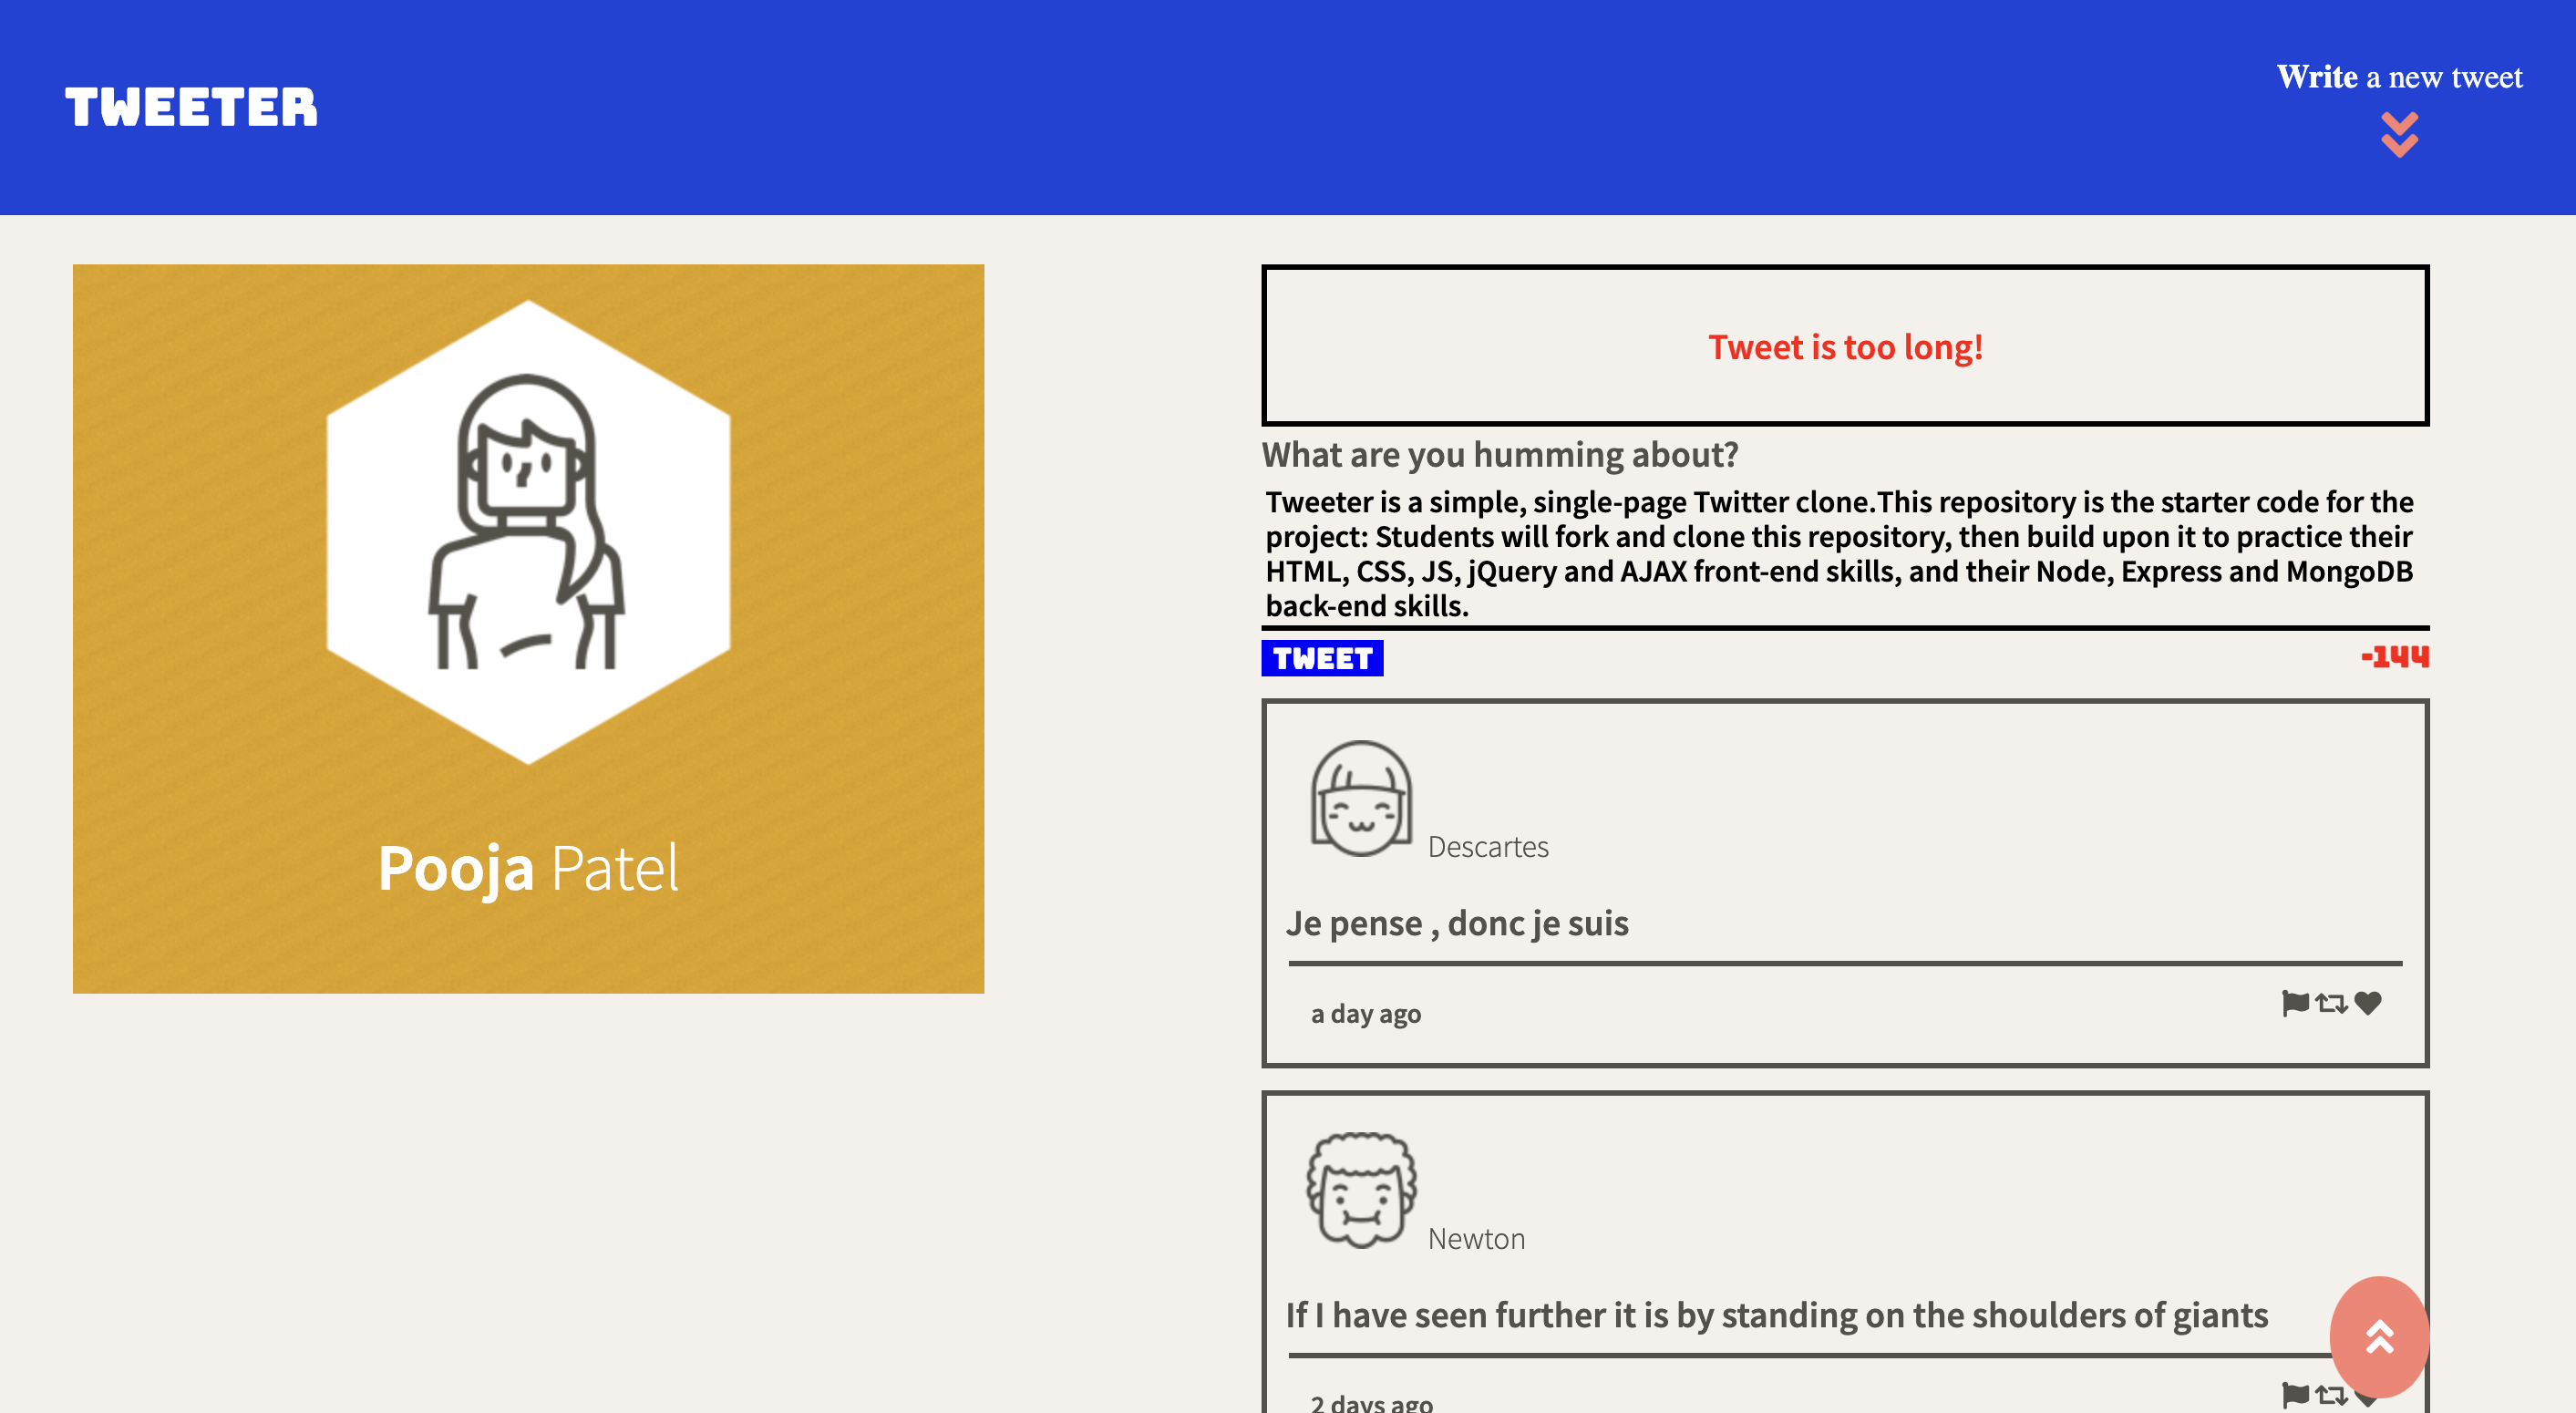 TWEETER
Write a new tweet
Pooja Patel
Tweet is too long!
What are you humming about?
Tweeter is a simple, single-page Twitter clone.This repository is the starter code for the
project: Students will fork and clone this repository, then build upon it to practice their
HTML, CSS, JS, jQuery and AJAX front-end skills, and their Node, Express and MongoDB
back-end skills.
TWEET
-144
Descartes
Je pense , donc je suis
a day ago
Newton
If I have seen further it is by standing on the shoulders of giants
2 days ago